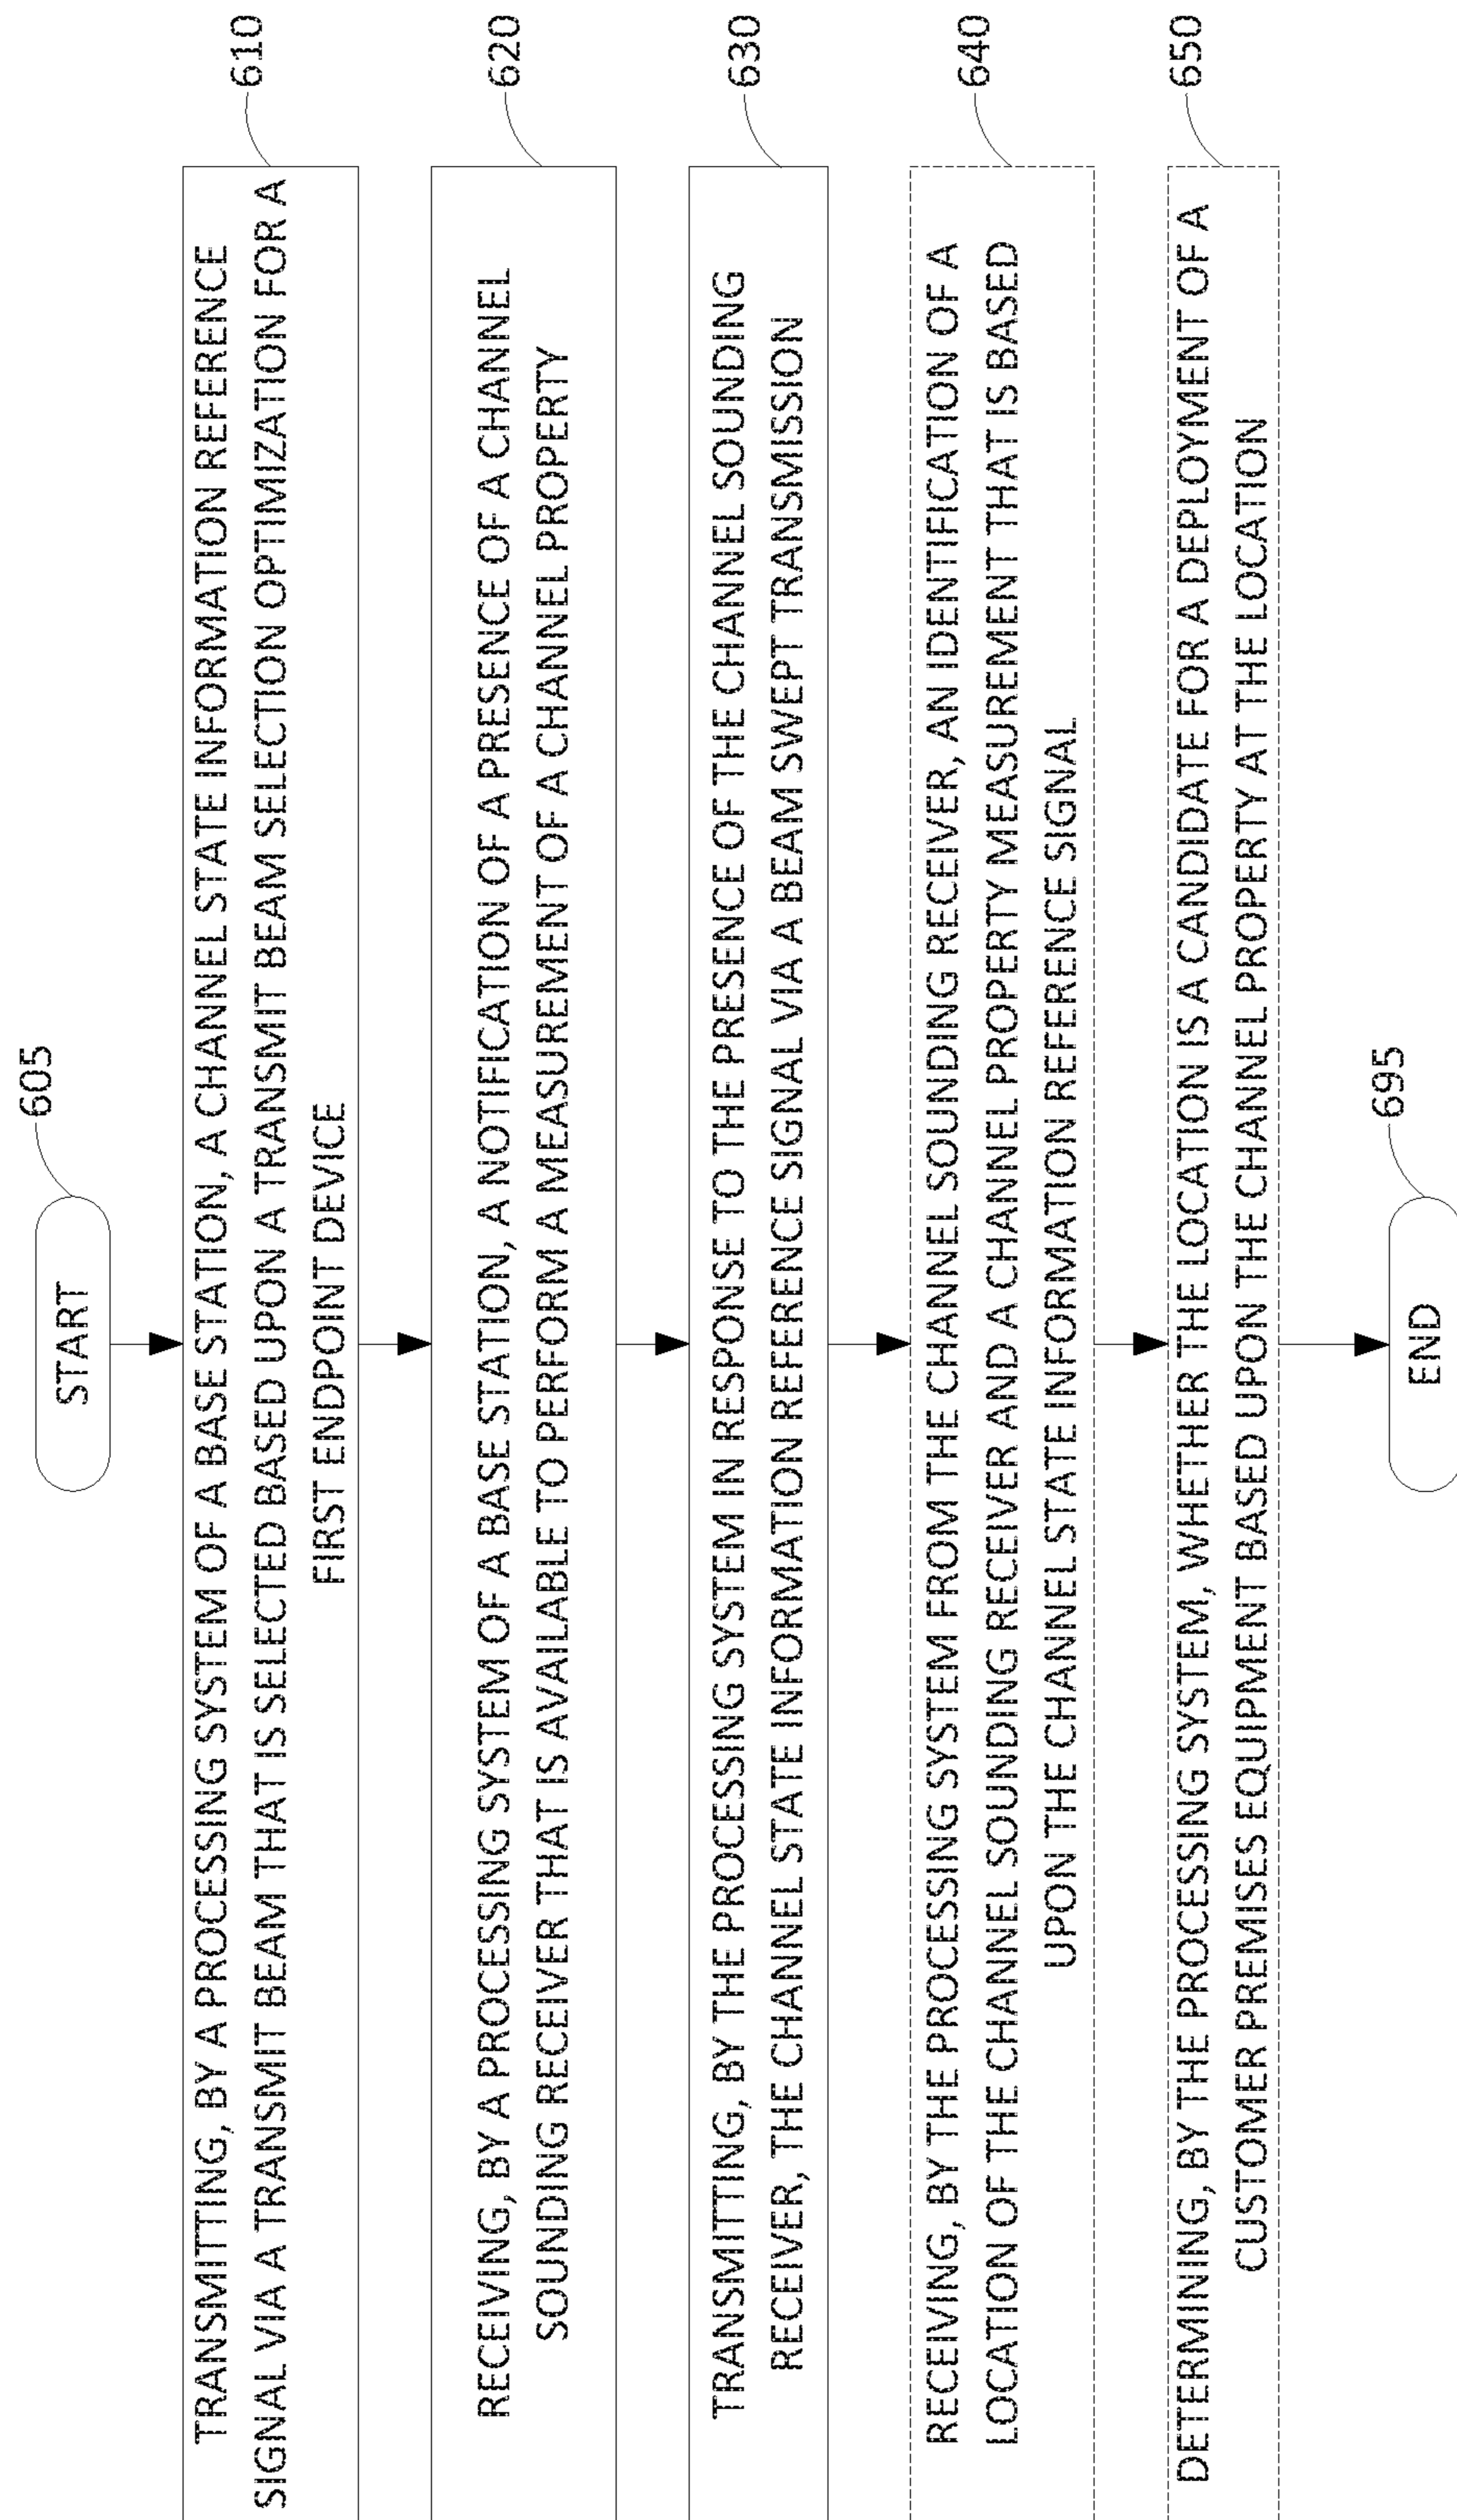 START
605
TRANSMITTING, BY A PROCESSING SYSTEM OF A BASE STATION, A CHANNEL STATE INFORMATION REFERENCE
SIGNAL VIA A TRANSMIT BEAM THAT IS SELECTED BASED UPON A TRANSMIT BEAM SELECTION OPTIMIZATION FOR A
FIRST ENDPOINT DEVICE
610
RECEIVING, BY A PROCESSING SYSTEM OF A BASE STATION, A NOTIFICATION OF A PRESENCE OF A CHANNEL
SOUNDING RECEIVER THAT IS AVAILABLE TO PERFORM A MEASUREMENT OF A CHANNEL PROPERTY
620
TRANSMITTING, BY THE PROCESSING SYSTEM IN RESPONSE TO THE PRESENCE OF THE CHANNEL SOUNDING
RECEIVER, THE CHANNEL STATE INFORMATION REFERENCE SIGNAL VIA A BEAM SWEPT TRANSMISSION
630
RECEIVING, BY THE PROCESSING SYSTEM FROM THE CHANNEL SOUNDING RECEIVER, AN IDENTIFICATION OF A
LOCATION OF THE CHANNEL SOUNDING RECEIVER AND A CHANNEL PROPERTY MEASUREMENT THAT IS BASED
UPON THE CHANNEL STATE INFORMATION REFERENCE SIGNAL
640
DETERMINING, BY THE PROCESSING SYSTEM, WHETHER THE LOCATION IS A CANDIDATE FOR A DEPLOYMENT OF A
CUSTOMER PREMISES EQUIPMENT BASED UPON THE CHANNEL PROPERTY AT THE LOCATION
650
END
695